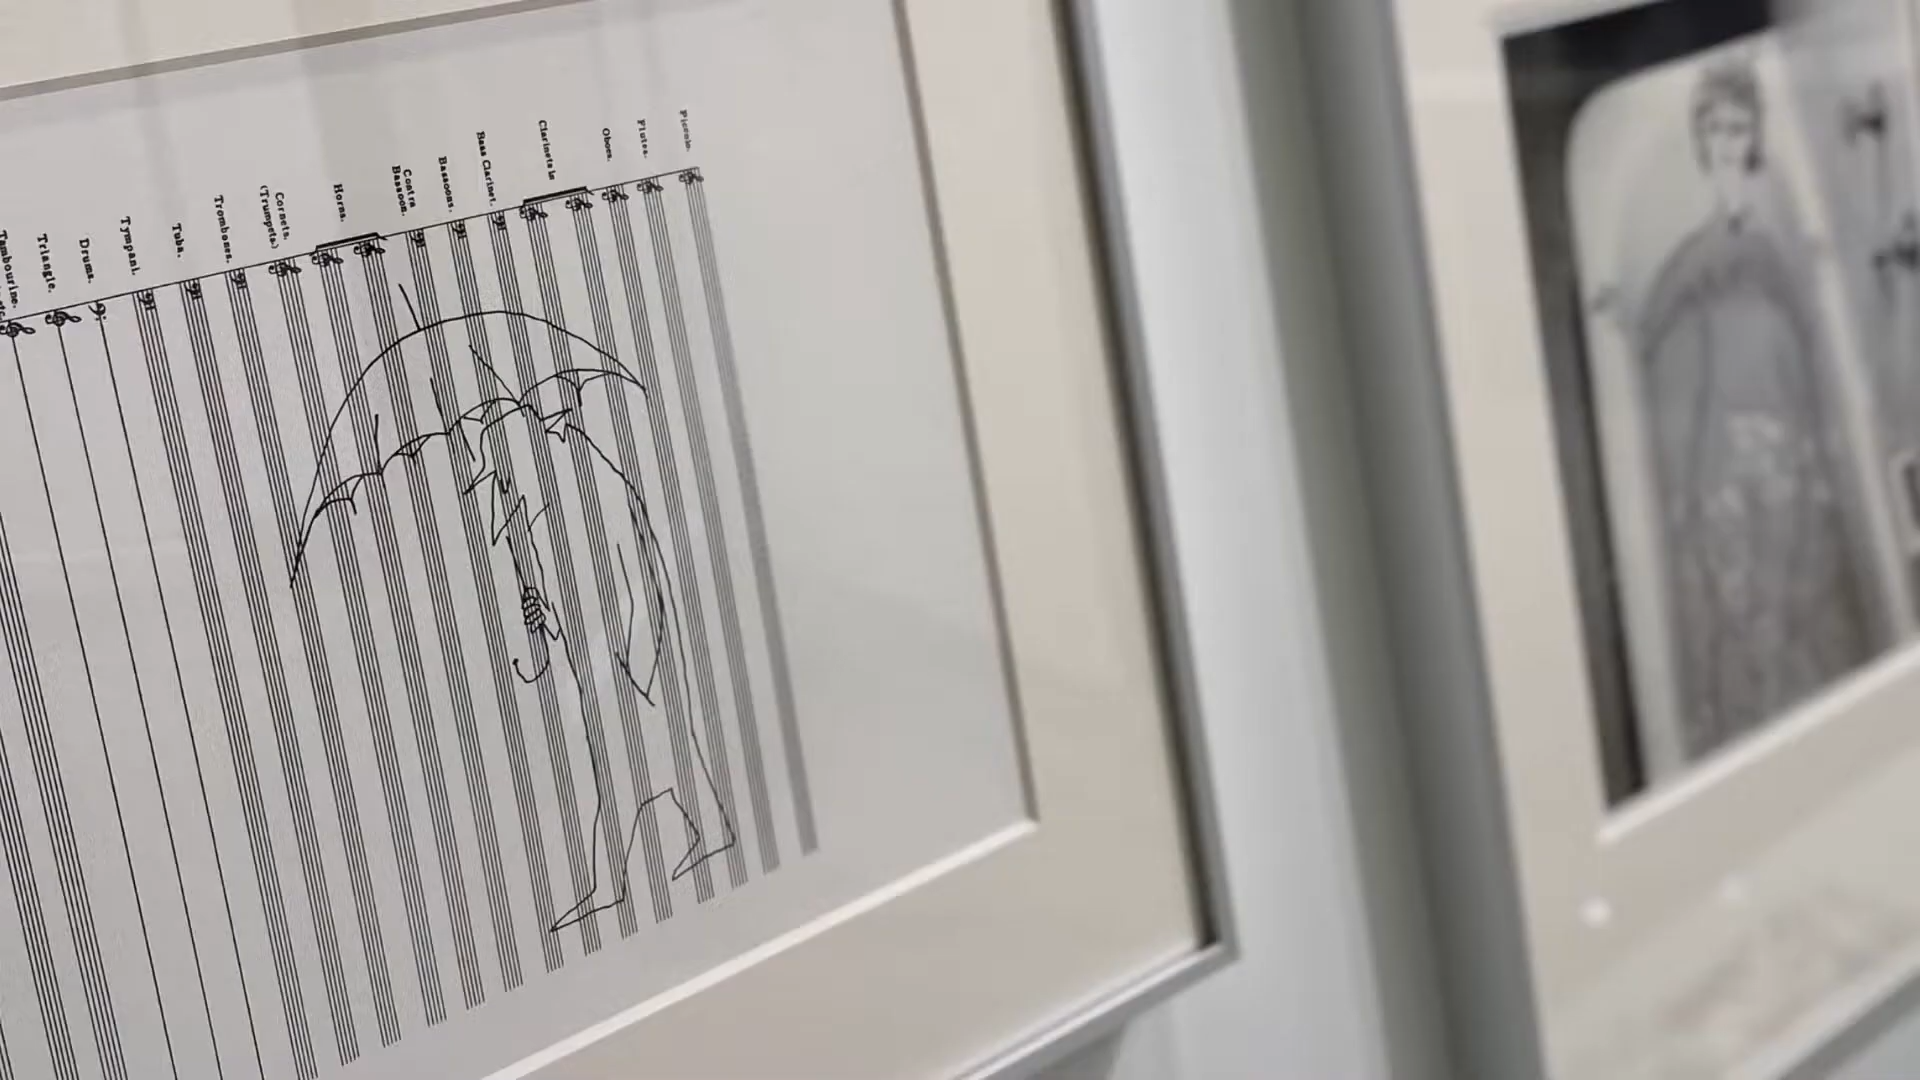 Piccolo.
Flutes.
Oboes.
Clarinets in
Bass Clarinet.
Bassoons.
Contra
Bassoon.
Horns.
Cornets.
(Trumpets.)
Trombones.
Tuba.
Tympani.
Drums.
Triangle.
Tambourine.
etc.